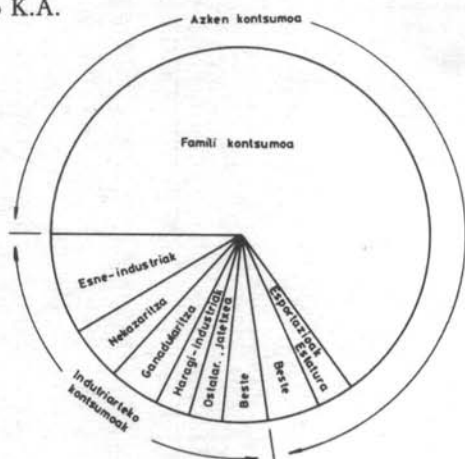 K.A.
Azken kontsumoa
Famili kontsumoa
Esne-industriak
Nekazaritza
Ganadularitza
Haragi-industriak
Ostalar.. Jatetxea
Beste
Beste
Esportazioak
Estatura
Indutriarteko
kontsumoak